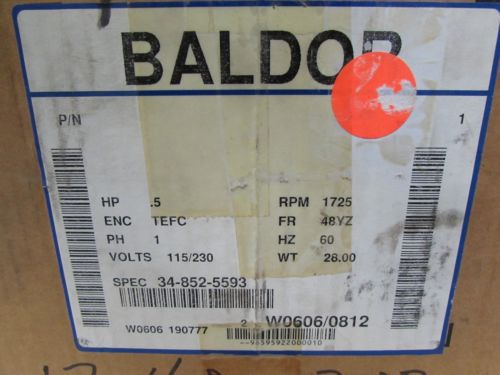 BALDOR
P/N 1
HP .5 RPM 1725
ENC TEFC FR 48YZ
PH 1 HZ 60
VOLTS 115/230 WT 28.00
SPEC 34-852-5593
W0606 190777 2 W0606/0812